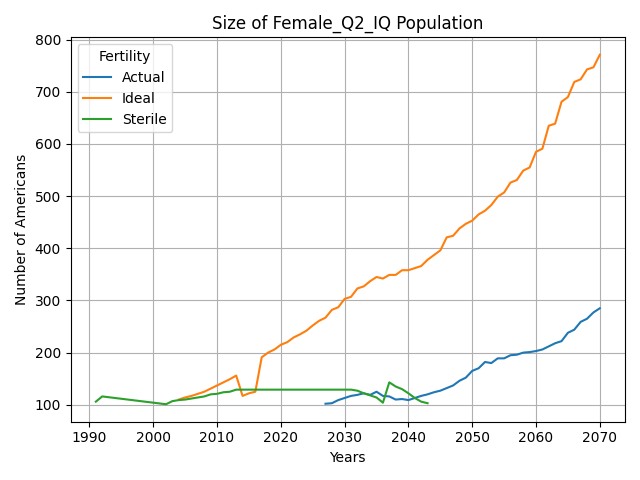 Size of Female_Q2_IQ Population
Fertility
Actual
Ideal
Sterile
Number of Americans
800
700
600
500
400
300
200
100
1990 2000 2010 2020 2030 2040 2050 2060 2070
Years